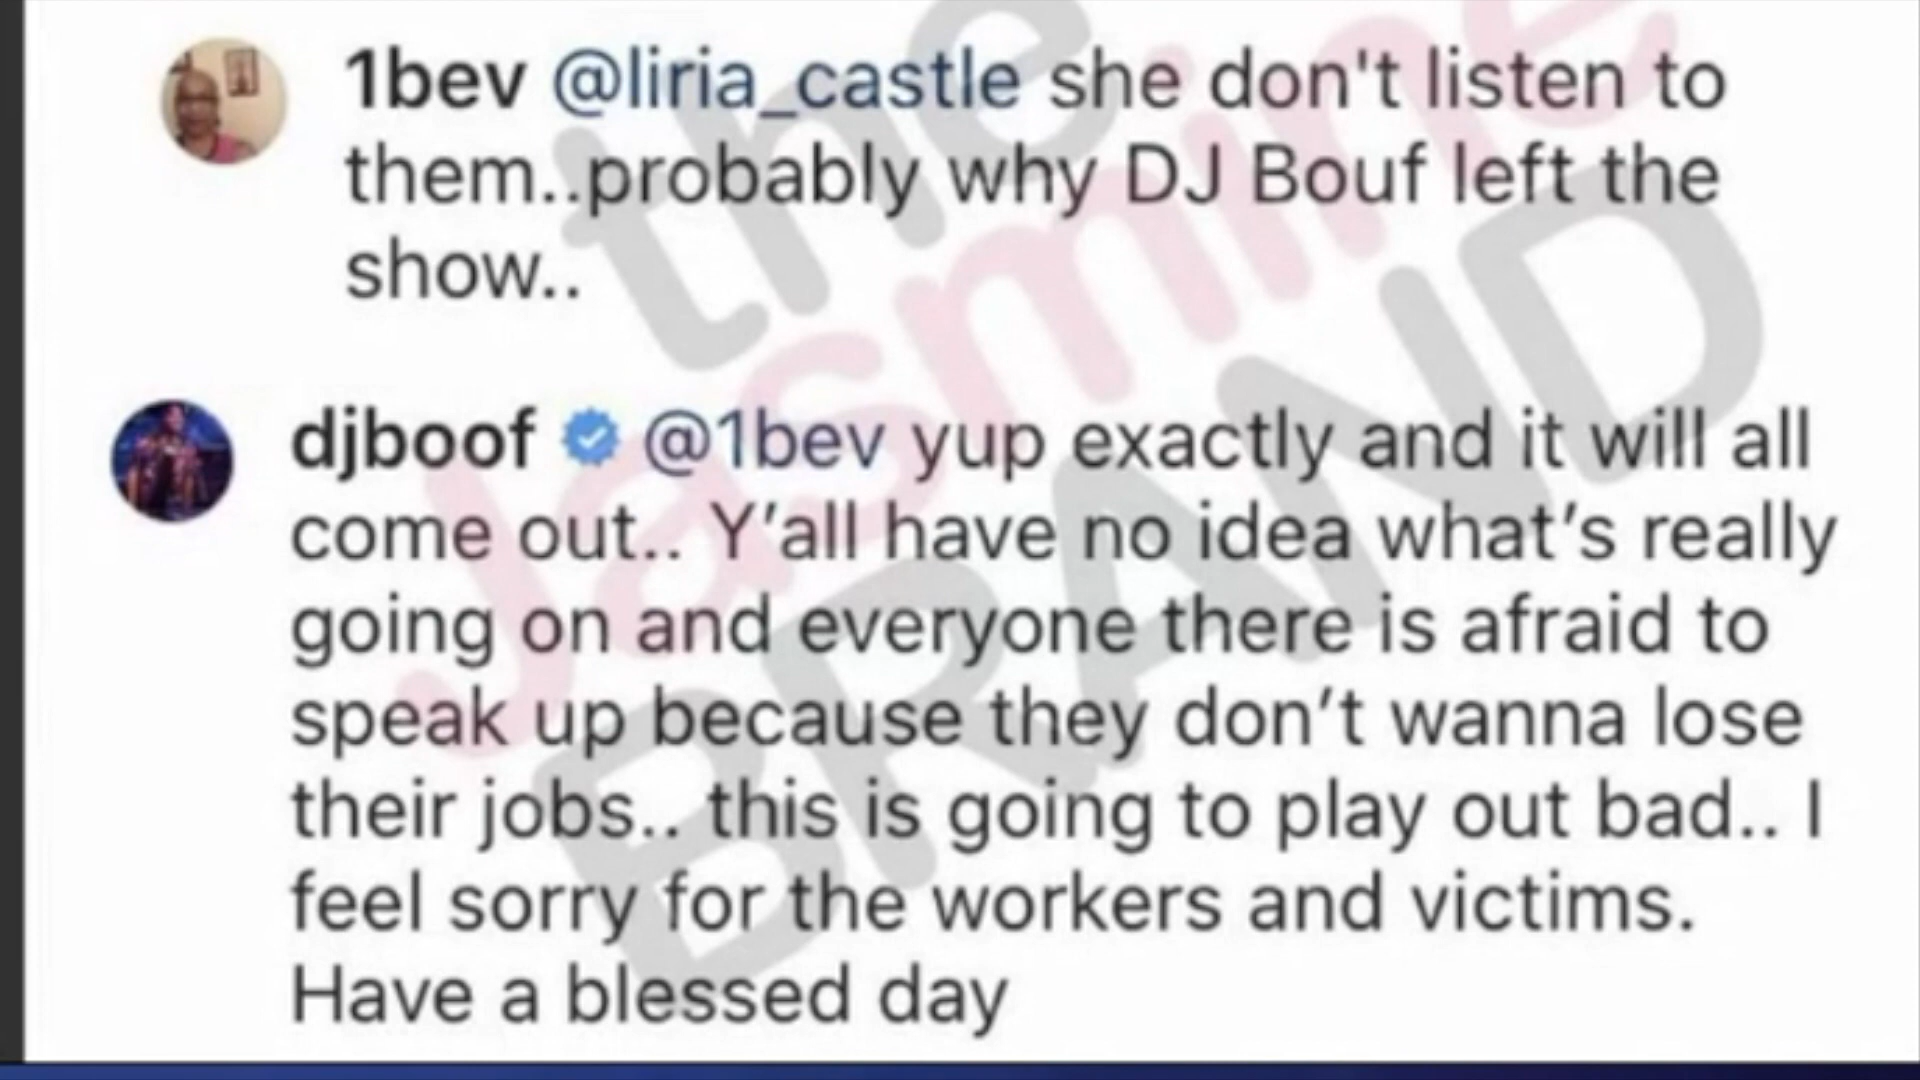 1bev @liria_castle she don't listen to
them..probably why DJ Bouf left the
show..
djboof @1bev yup exactly and it will all
come out.. Y’all have no idea what’s really
going on and everyone there is afraid to
speak up because they don’t wanna lose
their jobs.. this is going to play out bad.. I
feel sorry for the workers and victims.
Have a blessed day
the
Jasmine
BRAND